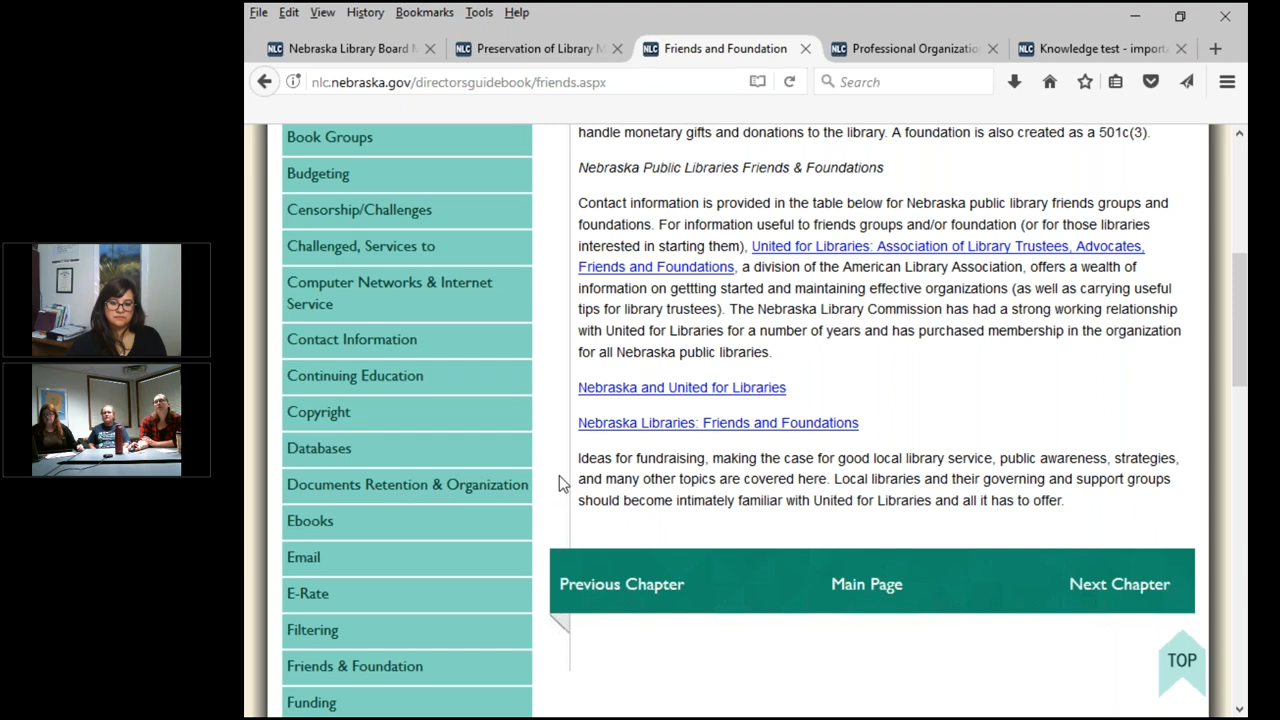 File Edit View History Bookmarks Tools Help
NLC Nebraska Library Board
NLC Preservation of Library M
NLC Friends and Foundation
NLC Professional Organizatio
NLC Knowledge test - import
nlc.nebraska.gov/directorsguidebook/friends.aspx
Search
Book Groups
Budgeting
Censorship/Challenges
Challenged, Services to
Computer Networks & Internet
Service
Contact Information
Continuing Education
Copyright
Databases
Documents Retention & Organization
Ebooks
Email
E-Rate
Filtering
Friends & Foundation
Funding
handle monetary gifts and donations to the library. A foundation is also created as a 501c(3).
Nebraska Public Libraries Friends & Foundations
Contact information is provided in the table below for Nebraska public library friends groups and
foundations. For information useful to friends groups and/or foundation (or for those libraries
interested in starting them), United for Libraries: Association of Library Trustees, Advocates,
Friends and Foundations, a division of the American Library Association, offers a wealth of
information on gettting started and maintaining effective organizations (as well as carrying useful
tips for library trustees). The Nebraska Library Commission has had a strong working relationship
with United for Libraries for a number of years and has purchased membership in the organization
for all Nebraska public libraries.
Nebraska and United for Libraries
Nebraska Libraries: Friends and Foundations
Ideas for fundraising, making the case for good local library service, public awareness, strategies,
and many other topics are covered here. Local libraries and their governing and support groups
should become intimately familiar with United for Libraries and all it has to offer.
Previous Chapter Main Page Next Chapter
TOP